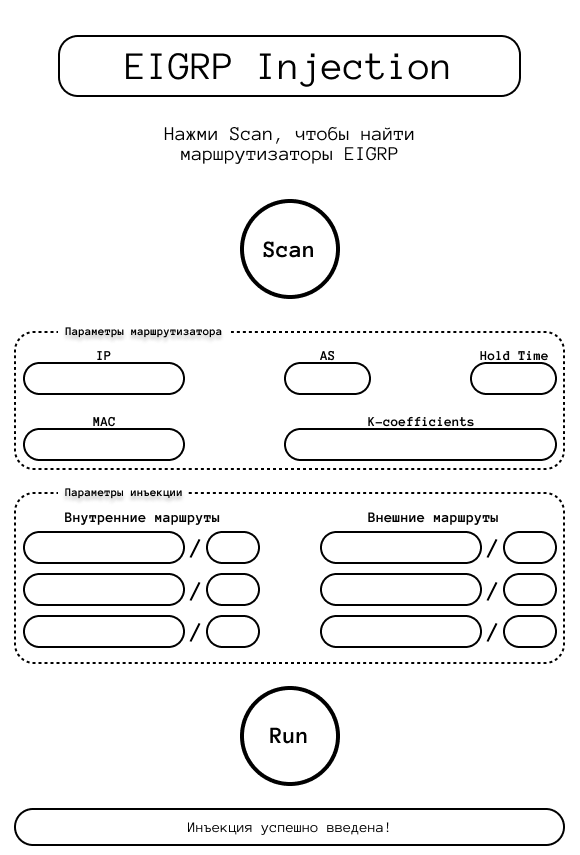 EIGRP Injection
Нажми Scan, чтобы найти
маршрутизаторы EIGRP
Scan
Параметры маршрутизатора
IP
AS
Hold Time
MAC
K-coefficients
Параметры инъекции
Внутренние маршруты
Внешние маршруты
/ /
/ /
/ /
Run
Инъекция успешно введена!